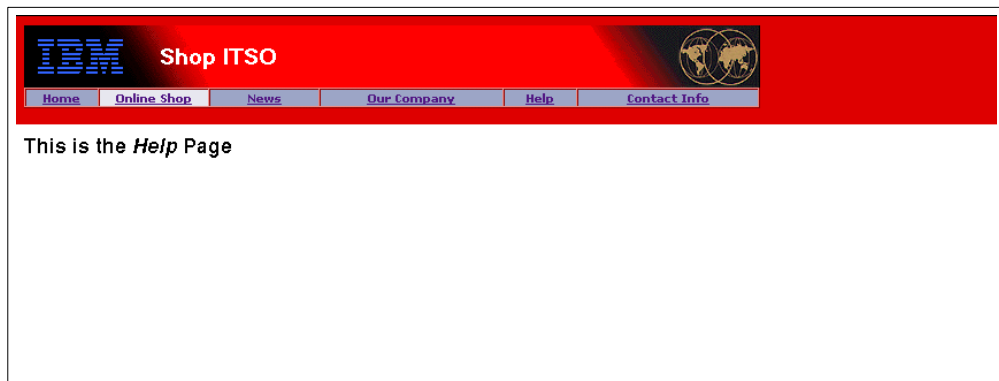 IBM Shop ITSO
Home Online Shop News Our Company Help Contact Info
This is the Help Page